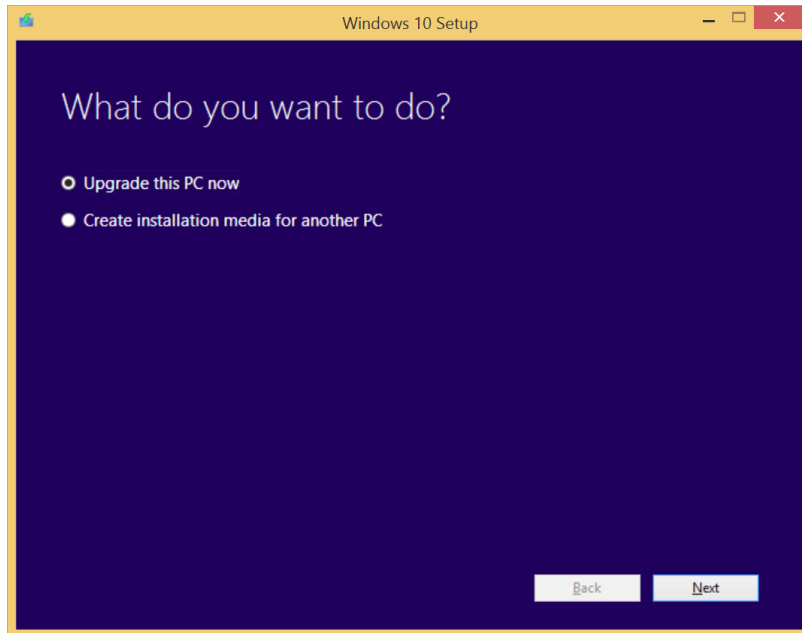 Windows 10 Setup
What do you want to do?
Upgrade this PC now
Create installation media for another PC
Back
Next